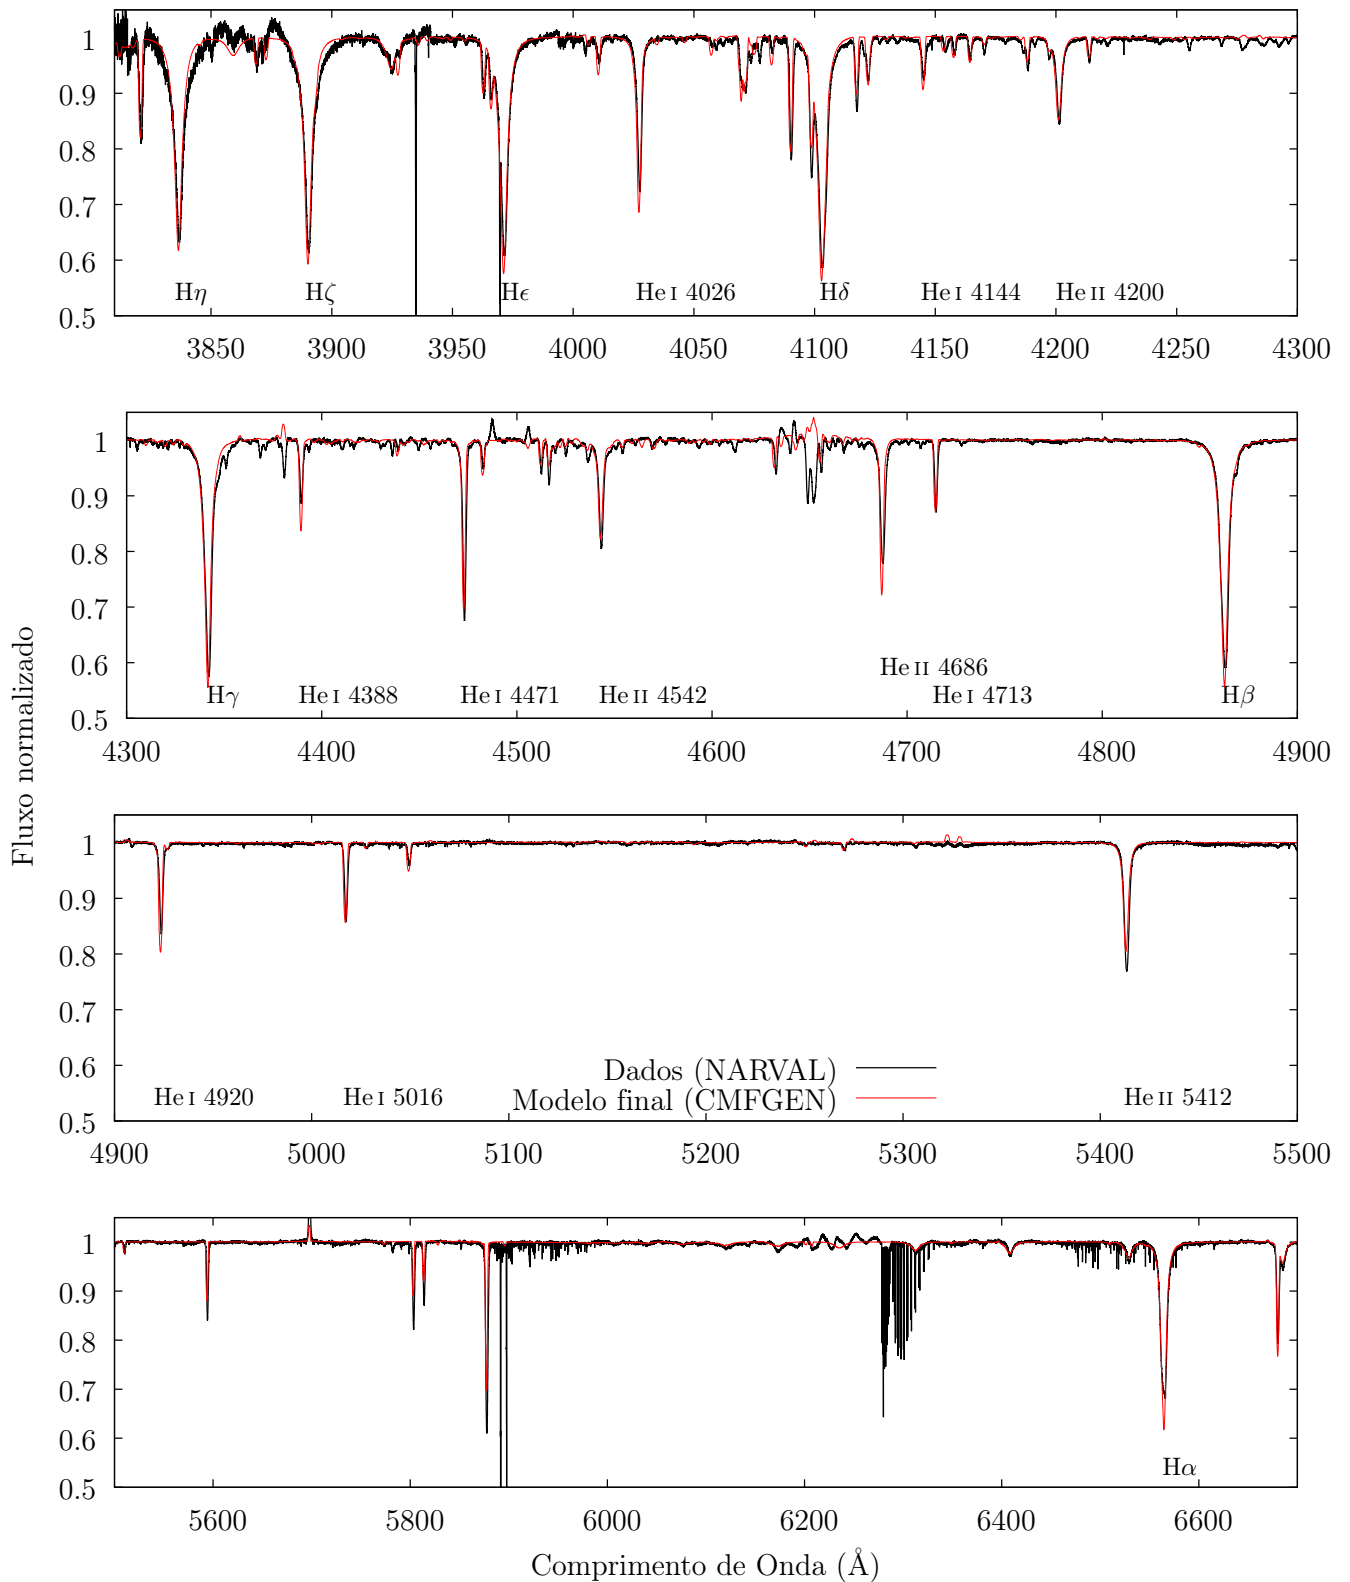 Fluxo normalizado
1
0.9
0.8
0.7
0.6
0.5
Hη Hζ Hϵ He I 4026 Hδ He I 4144 He II 4200
3850 3900 3950 4000 4050 4100 4150 4200 4250 4300
1
0.9
0.8
0.7
0.6
0.5
He II 4686
Hγ He I 4388 He I 4471 He II 4542 He I 4713 Hβ
4300 4400 4500 4600 4700 4800 4900
1
0.9
0.8
0.7
0.6
0.5
Dados (NARVAL)
Modelo final (CMFGEN)
He I 4920 He I 5016 He II 5412
4900 5000 5100 5200 5300 5400 5500
1
0.9
0.8
0.7
0.6
0.5
Hα
5600 5800 6000 6200 6400 6600
Comprimento de Onda (Å)